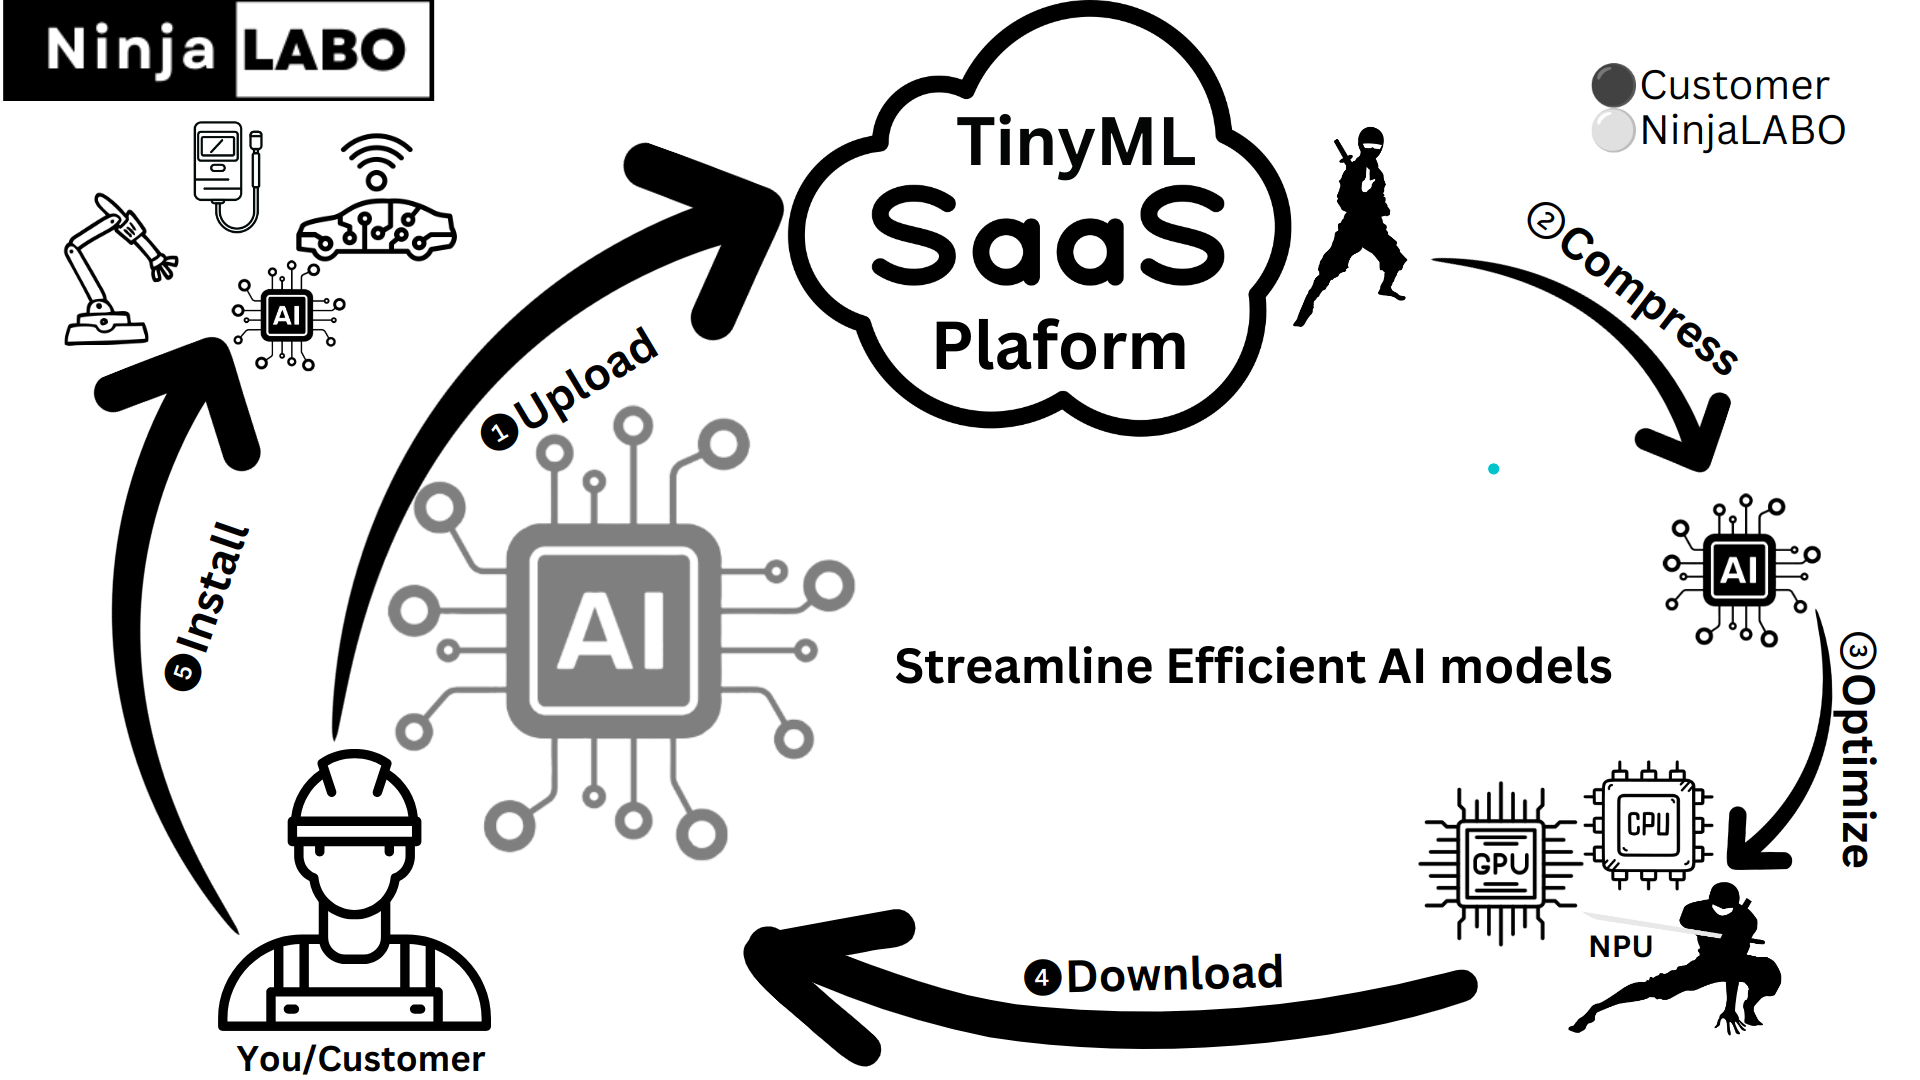 Ninja LABO
Customer
NinjaLABO
TinyML
SaaS
Plaform
❶Upload
②Compress
AI
AI
AI
❺Install
Streamline Efficient AI models
③Optimize
CPU
GPU
NPU
❹Download
You/Customer